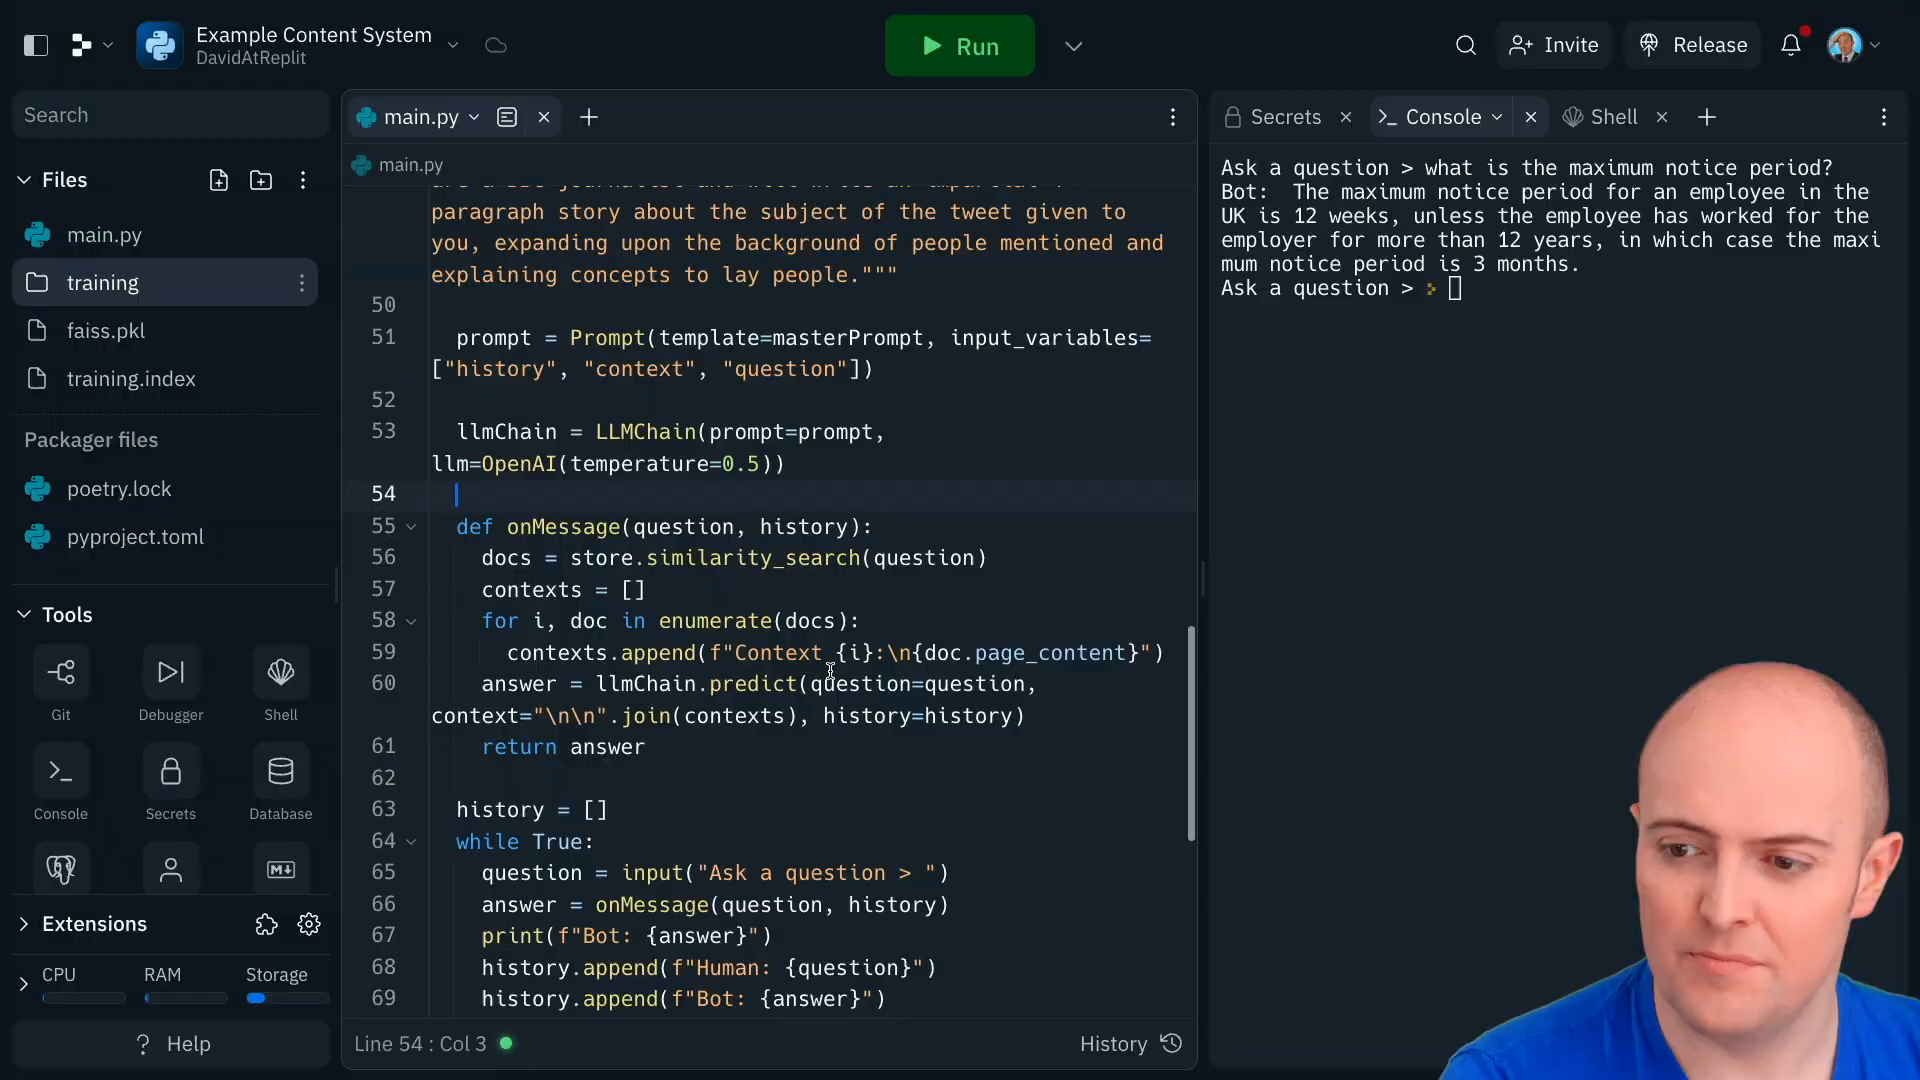 Example Content System
DavidAtReplit
Run
Invite
Release
Search
Files
main.py
training
faiss.pkl
training.index
Packager files
poetry.lock
pyproject.toml
Tools
Git
Debugger
Shell
Console
Secrets
Database
Extensions
CPU
RAM
Storage
? Help
main.py
main.py
paragraph story about the subject of the tweet given to
you, expanding upon the background of people mentioned and
explaining concepts to lay people."""
50
51 prompt = Prompt(template=masterPrompt, input_variables=
["history", "context", "question"])
52
53 llmChain = LLMChain(prompt=prompt,
llm=OpenAI(temperature=0.5))
54
55 def onMessage(question, history):
56 docs = store.similarity_search(question)
57 contexts = []
58 for i, doc in enumerate(docs):
59 contexts.append(f"Context {i}:\n{doc.page_content}")
60 answer = llmChain.predict(question=question,
context="\n\n".join(contexts), history=history)
61 return answer
62
63 history = []
64 while True:
65 question = input("Ask a question > ")
66 answer = onMessage(question, history)
67 print(f"Bot: {answer}")
68 history.append(f"Human: {question}")
69 history.append(f"Bot: {answer}")
Line 54 : Col 3
History
Secrets
Console
Shell
Ask a question > what is the maximum notice period?
Bot:  The maximum notice period for an employee in the
UK is 12 weeks, unless the employee has worked for the
employer for more than 12 years, in which case the maxi
mum notice period is 3 months.
Ask a question >